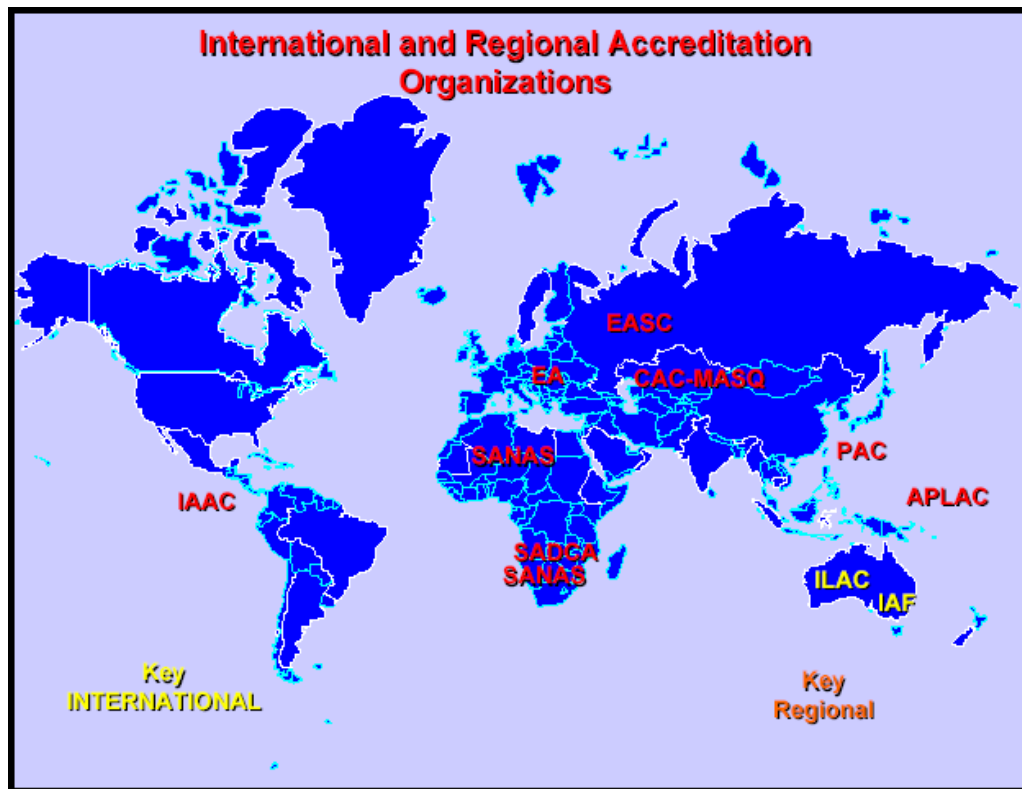 International and Regional Accreditation
Organizations
EASC
EA
CAC-MASQ
SANAS
PAC
IAAC
APLAC
SADCA
SANAS
ILAC
IAF
Key
INTERNATIONAL
Key
Regional